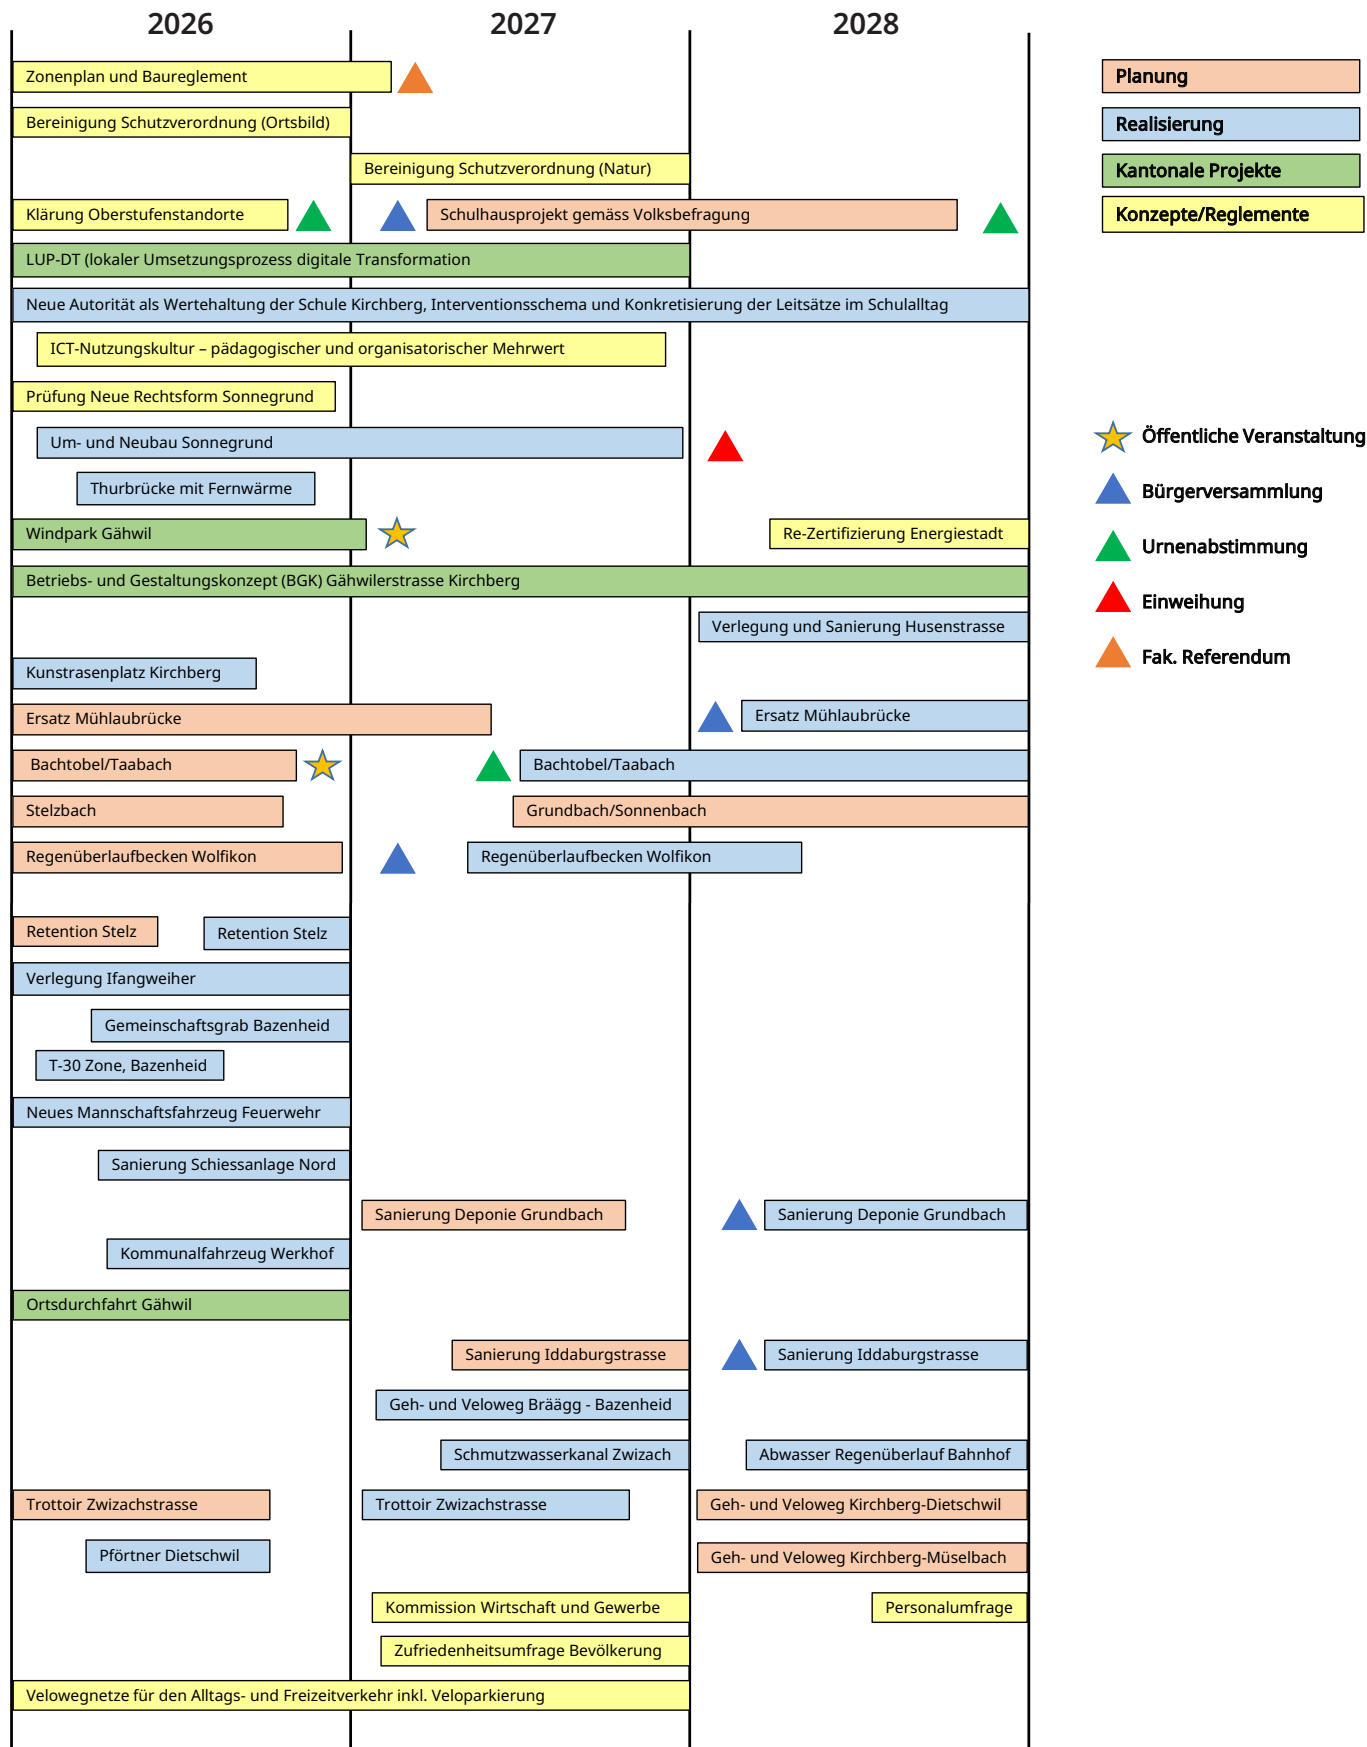 2026 2027 2028
Zonenplan und Baureglement
Bereinigung Schutzverordnung (Ortsbild)
Bereinigung Schutzverordnung (Natur)
Klärung Oberstufenstandorte
Schulhausprojekt gemäss Volksbefragung
LUP-DT (lokaler Umsetzungsprozess digitale Transformation
Neue Autorität als Wertehaltung der Schule Kirchberg, Interventionsschema und Konkretisierung der Leitsätze im Schulalltag
ICT-Nutzungskultur – pädagogischer und organisatorischer Mehrwert
Prüfung Neue Rechtsform Sonnegrund
Um- und Neubau Sonnegrund
Thurbrücke mit Fernwärme
Windpark Gähwil
Re-Zertifizierung Energiestadt
Betriebs- und Gestaltungskonzept (BGK) Gähwilerstrasse Kirchberg
Verlegung und Sanierung Husenstrasse
Kunstrasenplatz Kirchberg
Ersatz Mühlaubrücke
Ersatz Mühlaubrücke
Bachtobel/Taabach
Bachtobel/Taabach
Stelzbach
Grundbach/Sonnenbach
Regenüberlaufbecken Wolfikon
Regenüberlaufbecken Wolfikon
Retention Stelz
Retention Stelz
Verlegung Ifangweiher
Gemeinschaftsgrab Bazenheid
T-30 Zone, Bazenheid
Neues Mannschaftsfahrzeug Feuerwehr
Sanierung Schiessanlage Nord
Sanierung Deponie Grundbach
Sanierung Deponie Grundbach
Kommunalfahrzeug Werkhof
Ortsdurchfahrt Gähwil
Sanierung Iddaburgstrasse
Sanierung Iddaburgstrasse
Geh- und Veloweg Bräägg - Bazenheid
Schmutzwasserkanal Zwizach
Abwasser Regenüberlauf Bahnhof
Trottoir Zwizachstrasse
Trottoir Zwizachstrasse
Geh- und Veloweg Kirchberg-Dietschwil
Pförtner Dietschwil
Geh- und Veloweg Kirchberg-Müselbach
Kommission Wirtschaft und Gewerbe
Personalumfrage
Zufriedenheitsumfrage Bevölkerung
Velowegnetze für den Alltags- und Freizeitverkehr inkl. Veloparkierung
Planung
Realisierung
Kantonale Projekte
Konzepte/Reglemente
Öffentliche Veranstaltung
Bürgerversammlung
Urnenabstimmung
Einweihung
Fak. Referendum